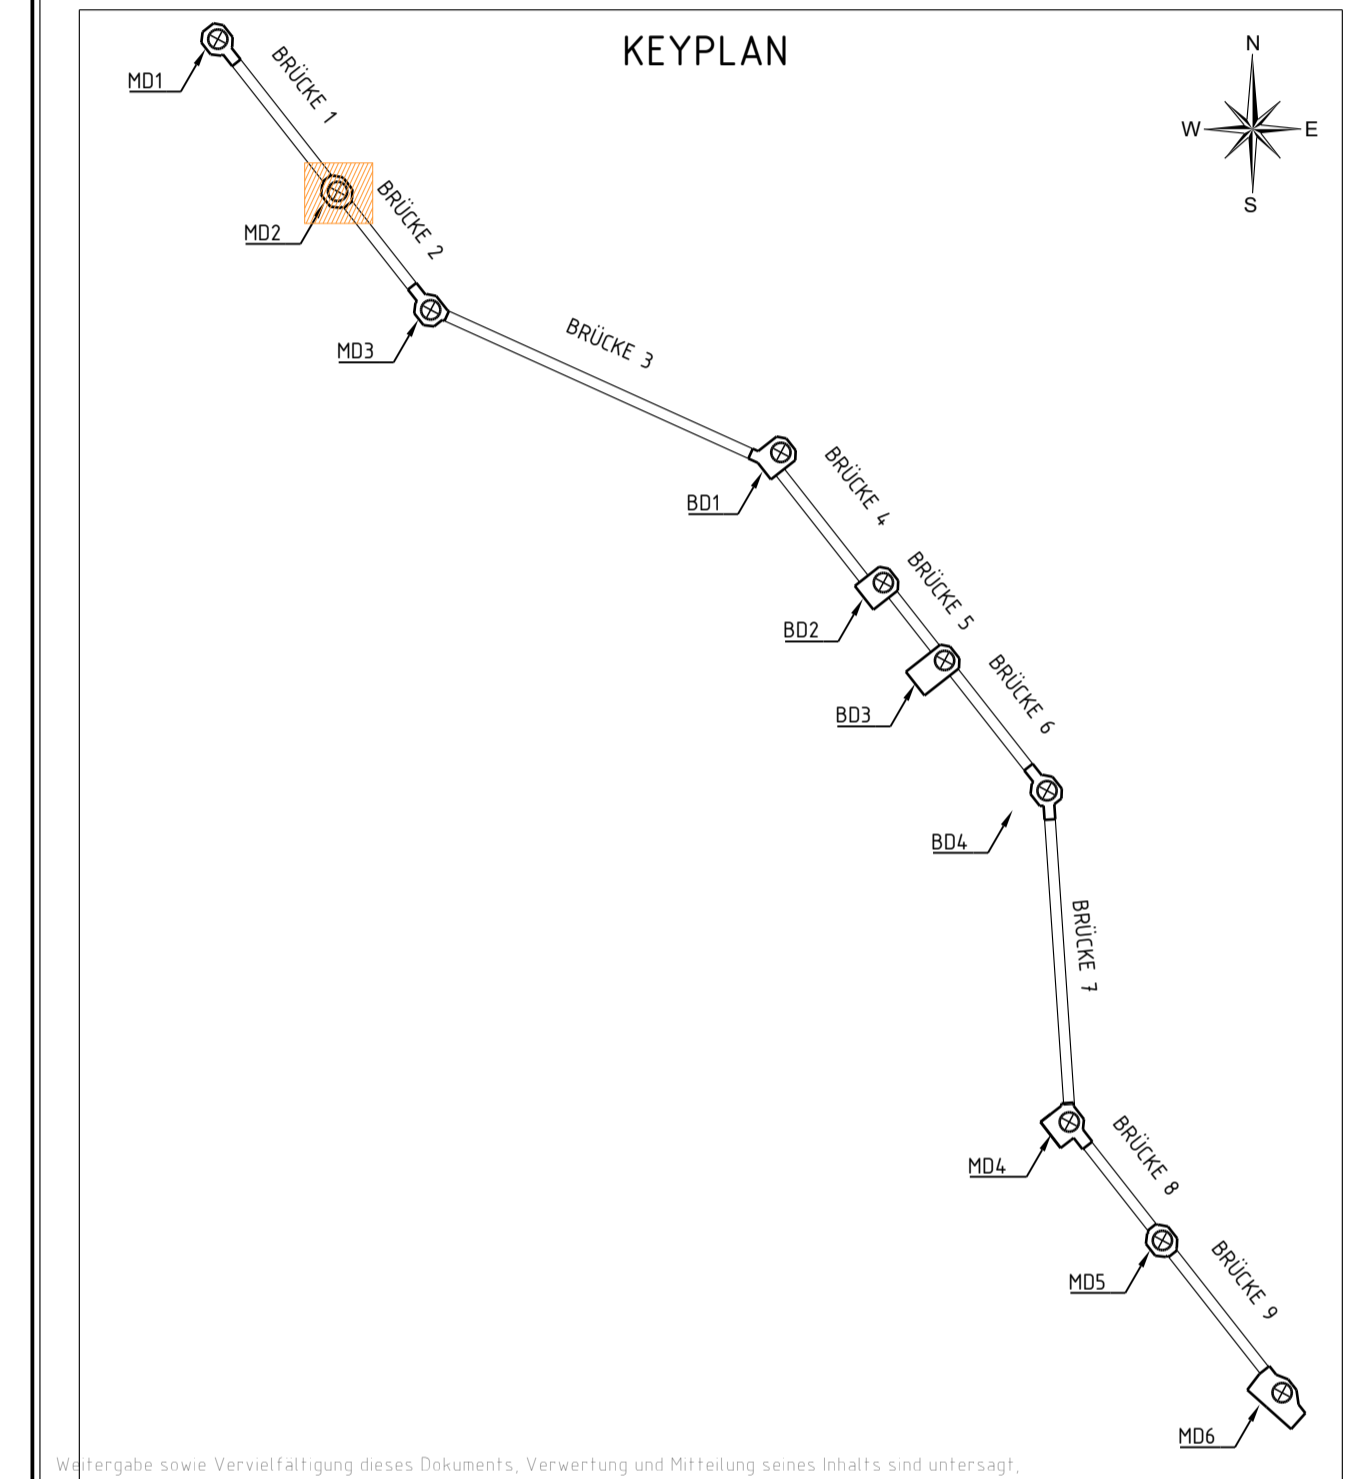 KEYPLAN
N
W
E
S
MD1
BRÜCKE 1
MD2
BRÜCKE 2
MD3
BRÜCKE 3
BD1
BRÜCKE 4
BD2
BRÜCKE 5
BD3
BRÜCKE 6
BD4
BRÜCKE 7
MD4
BRÜCKE 8
MD5
BRÜCKE 9
MD6
Weitergabe sowie Vervielfältigung dieses Dokuments, Verwertung und Mitteilung seines Inhalts sind untersagt,